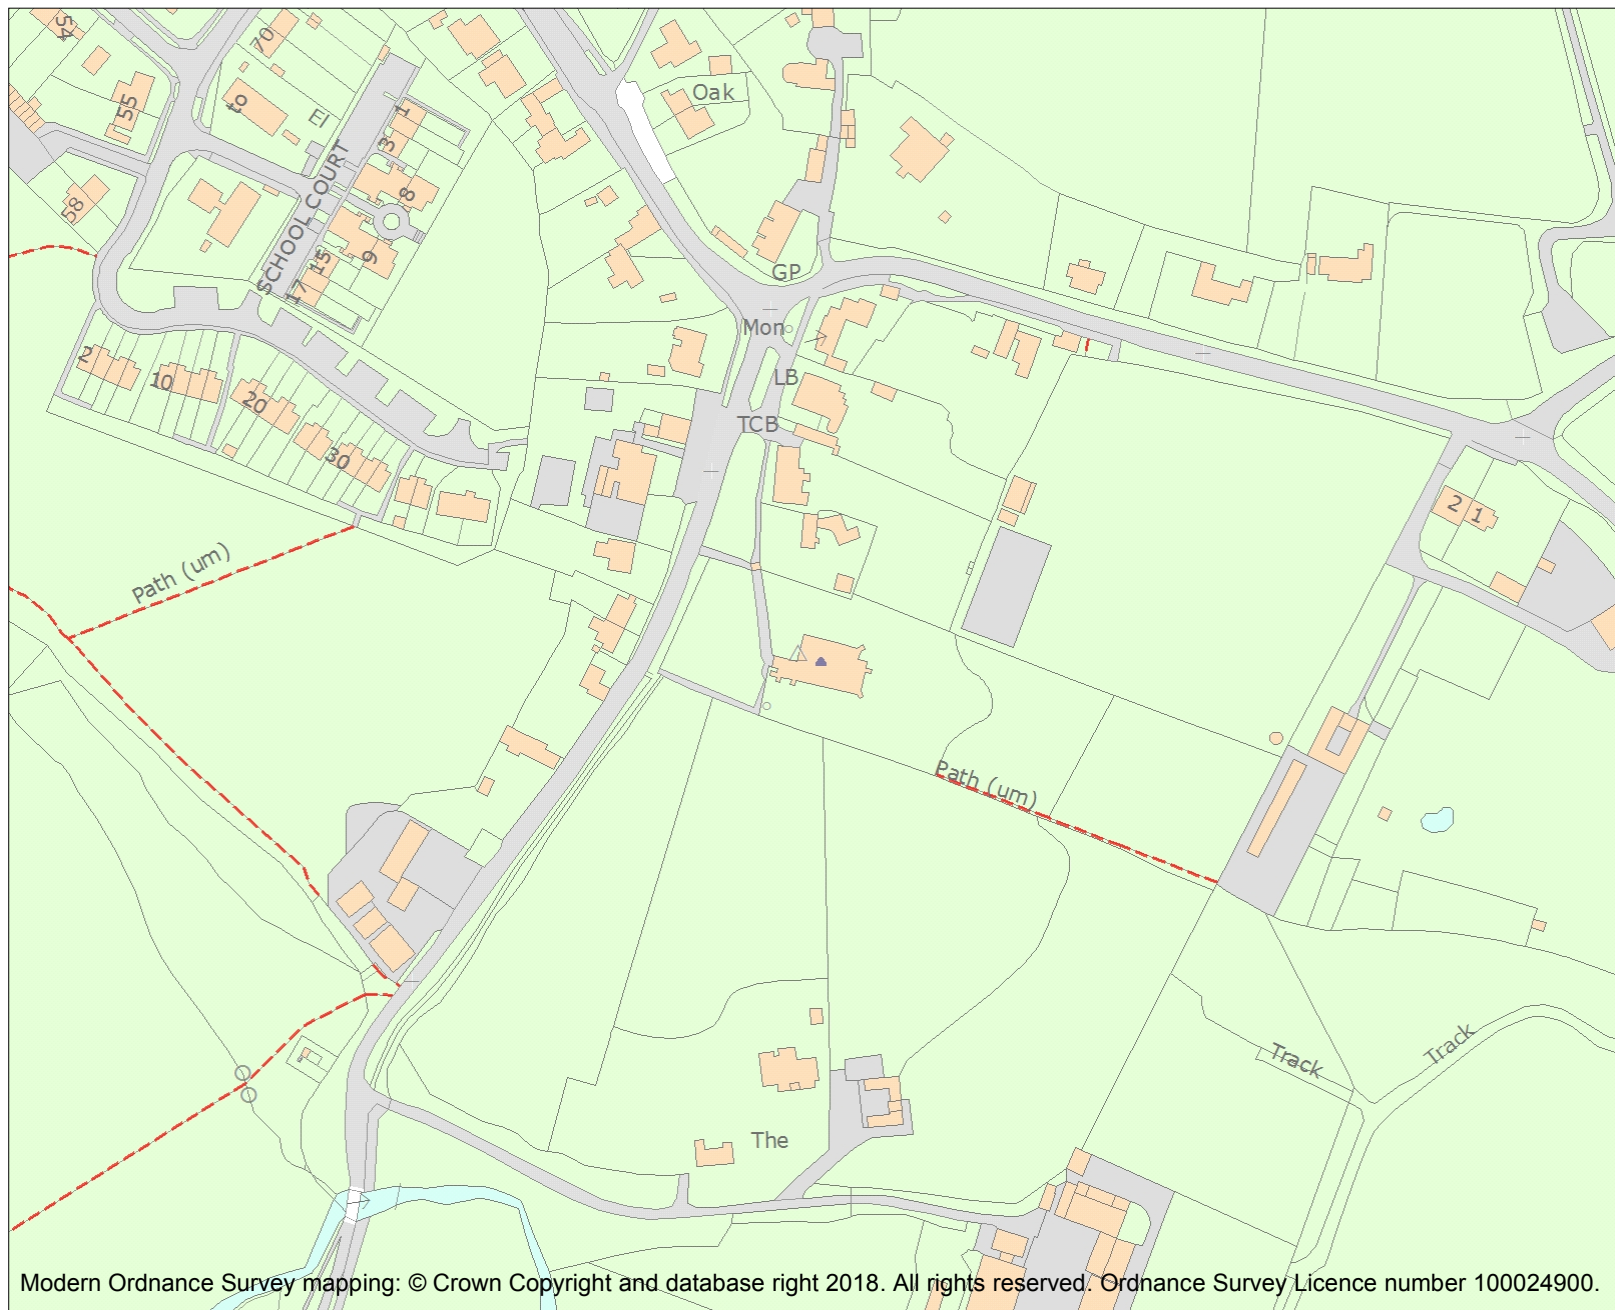 54
70
to
El
55
58
1
3
SCHOOL COURT
8
9
15
17
Oak
GP
Mon
LB
TCB
2
10
20
30
2
1
Path (um)
Path (um)
Track
Track
The
Modern Ordnance Survey mapping: © Crown Copyright and database right 2018. All rights reserved. Ordnance Survey Licence number 100024900.